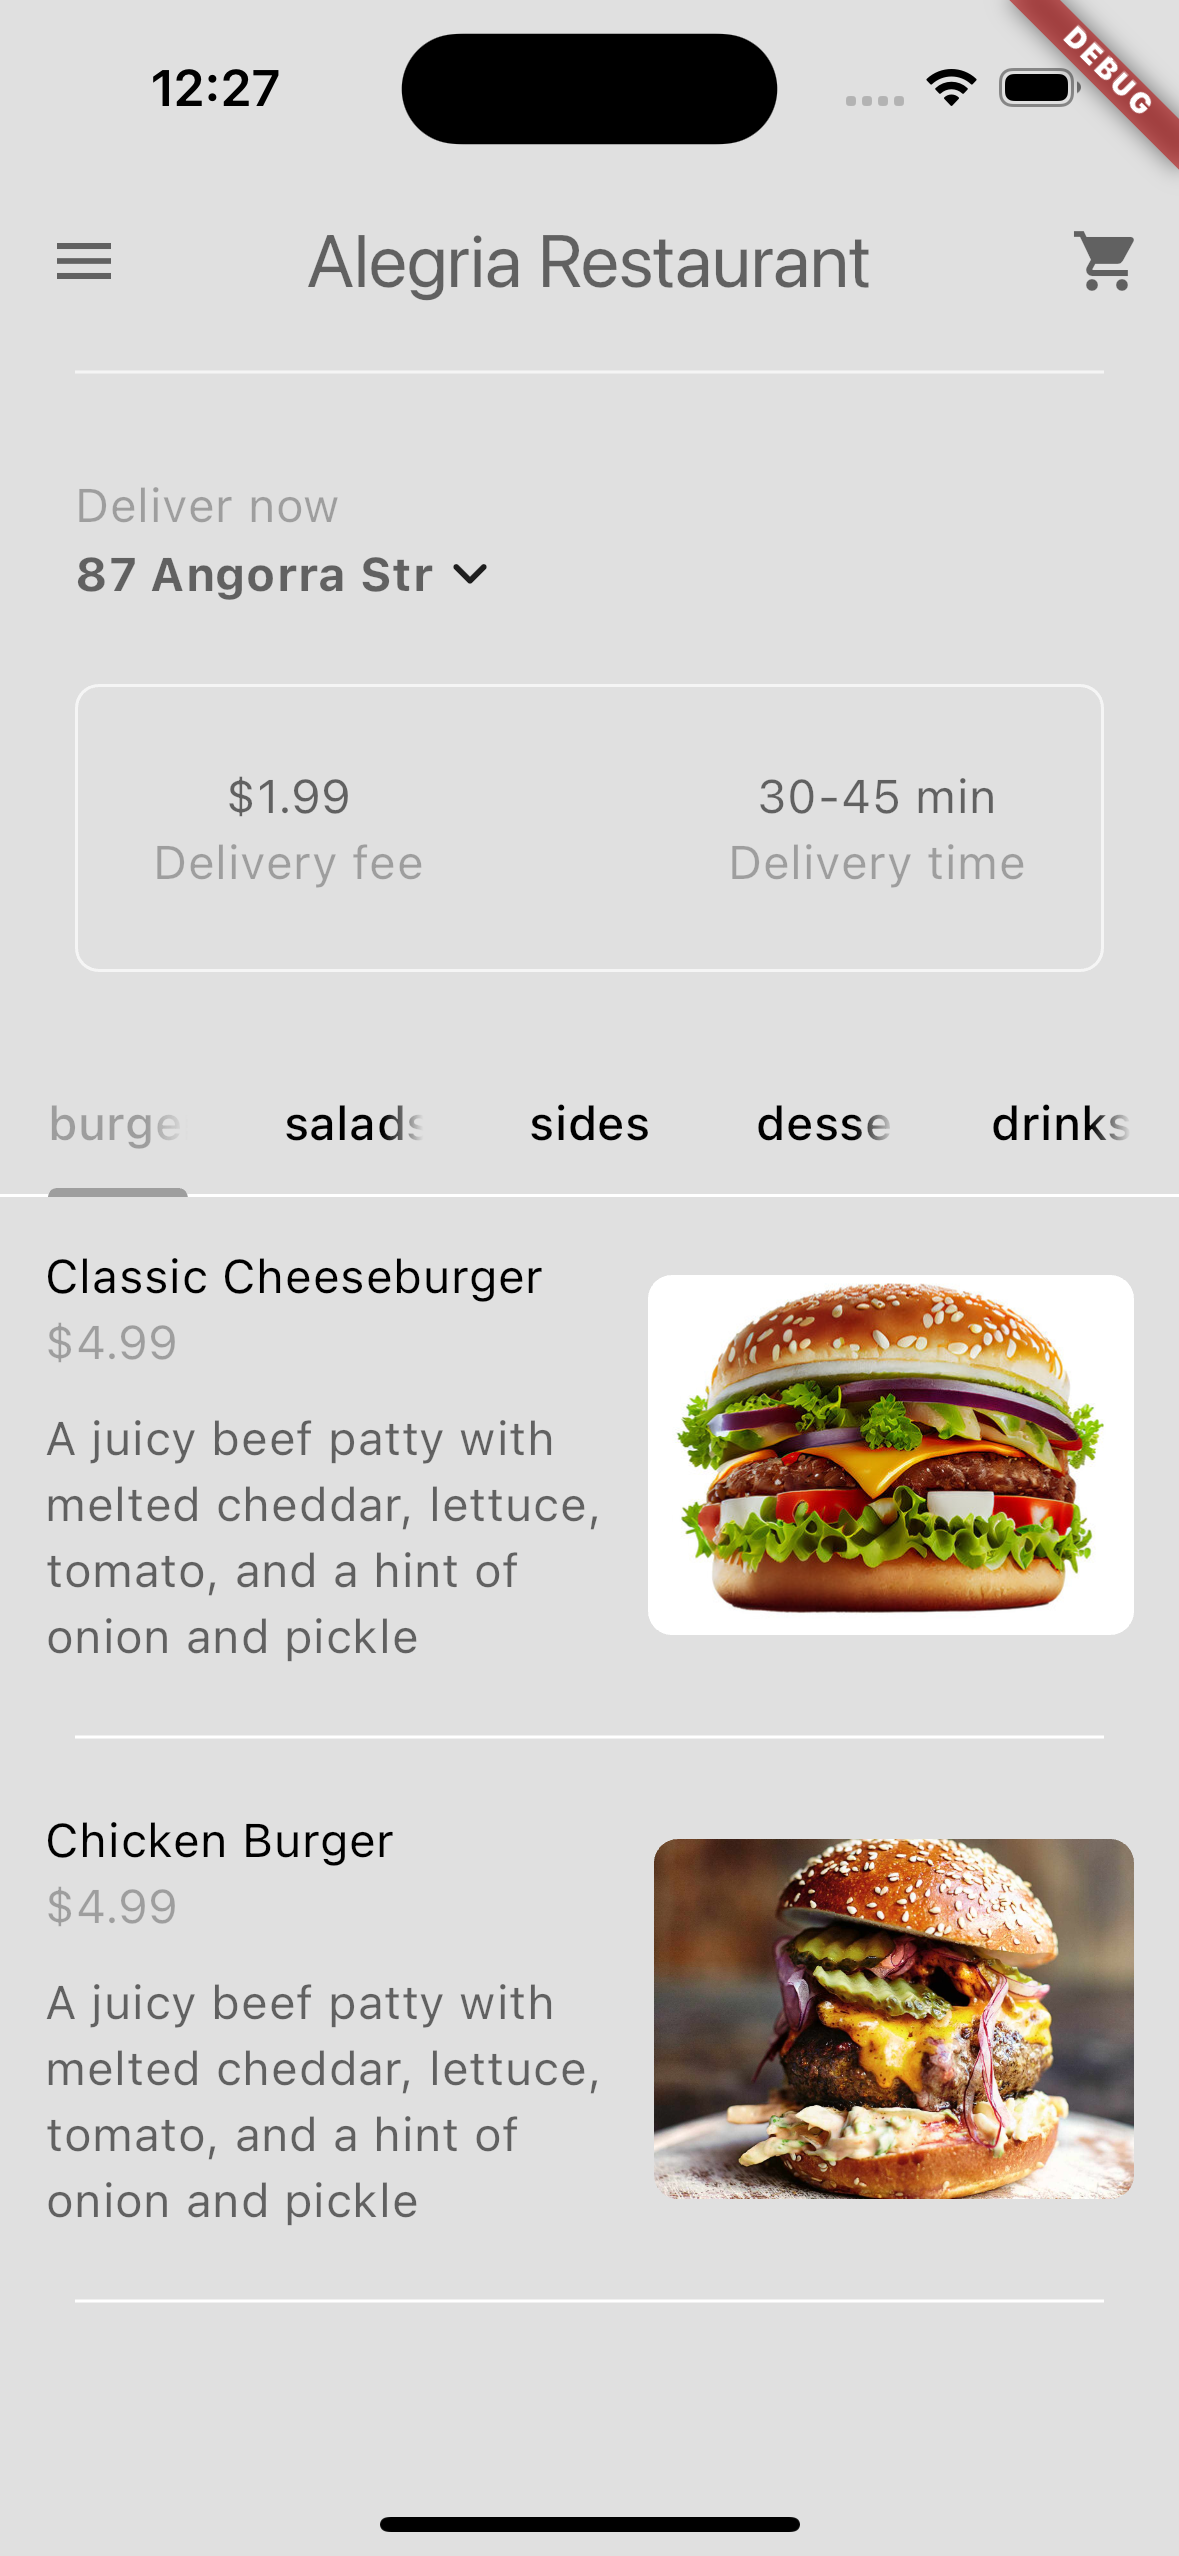 12:27
DEBUG
Alegria Restaurant
Deliver now
87 Angorra Str
$1.99
30-45 min
Delivery fee
Delivery time
burge salads sides desse drinks
Classic Cheeseburger
$4.99
A juicy beef patty with
melted cheddar, lettuce,
tomato, and a hint of
onion and pickle
Chicken Burger
$4.99
A juicy beef patty with
melted cheddar, lettuce,
tomato, and a hint of
onion and pickle